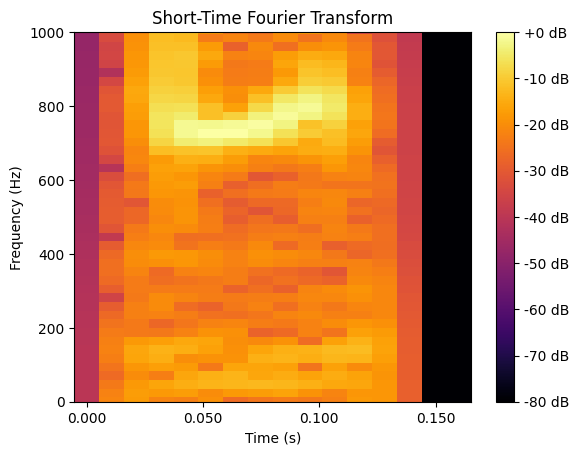 Short-Time Fourier Transform
1000
800
600
400
200
0
Frequency (Hz)
0.000
0.050
0.100
0.150
Time (s)
+0 dB
-10 dB
-20 dB
-30 dB
-40 dB
-50 dB
-60 dB
-70 dB
-80 dB